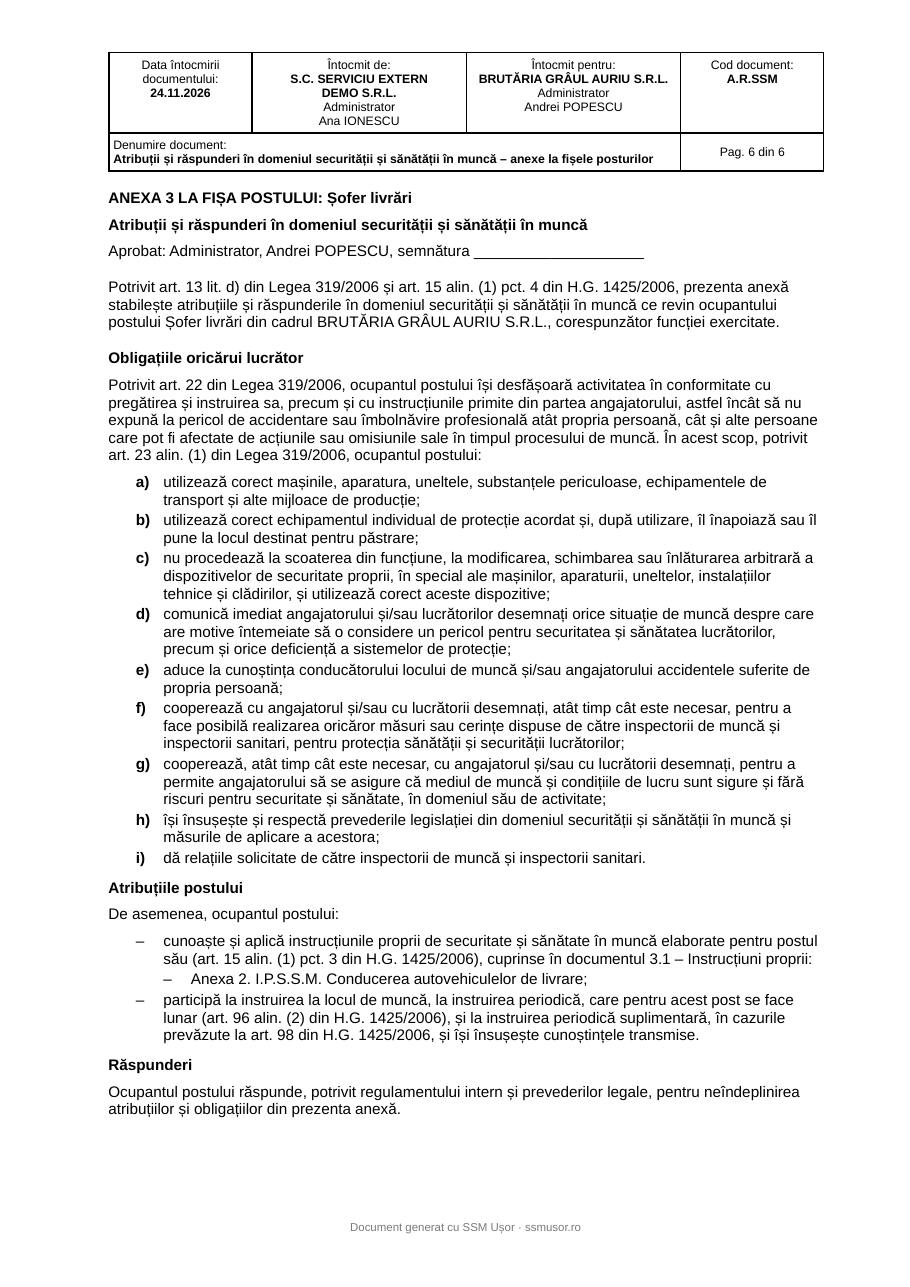 Data întocmirii
documentului:
24.11.2026
Întocmit de:
S.C. SERVICIU EXTERN
DEMO S.R.L.
Administrator
Ana IONESCU
Întocmit pentru:
BRUTĂRIA GRÂUL AURIU S.R.L.
Administrator
Andrei POPESCU
Cod document:
A.R.SSM
Denumire document:
Atribuții și răspunderi în domeniul securității și sănătății în muncă – anexe la fișele posturilor
Pag. 6 din 6
ANEXA 3 LA FIȘA POSTULUI: Șofer livrări
Atribuții și răspunderi în domeniul securității și sănătății în muncă
Aprobat: Administrator, Andrei POPESCU, semnătura ____________________
Potrivit art. 13 lit. d) din Legea 319/2006 și art. 15 alin. (1) pct. 4 din H.G. 1425/2006, prezenta anexă
stabilește atribuțiile și răspunderile în domeniul securității și sănătății în muncă ce revin ocupantului
postului Șofer livrări din cadrul BRUTĂRIA GRÂUL AURIU S.R.L., corespunzător funcției exercitate.
Obligațiile oricărui lucrător
Potrivit art. 22 din Legea 319/2006, ocupantul postului își desfășoară activitatea în conformitate cu
pregătirea și instruirea sa, precum și cu instrucțiunile primite din partea angajatorului, astfel încât să nu
expună la pericol de accidentare sau îmbolnăvire profesională atât propria persoană, cât și alte persoane
care pot fi afectate de acțiunile sau omisiunile sale în timpul procesului de muncă. În acest scop, potrivit
art. 23 alin. (1) din Legea 319/2006, ocupantul postului:
a) utilizează corect mașinile, aparatura, uneltele, substanțele periculoase, echipamentele de
transport și alte mijloace de producție;
b) utilizează corect echipamentul individual de protecție acordat și, după utilizare, îl înapoiază sau îl
pune la locul destinat pentru păstrare;
c) nu procedează la scoaterea din funcțiune, la modificarea, schimbarea sau înlăturarea arbitrară a
dispozitivelor de securitate proprii, în special ale mașinilor, aparaturii, uneltelor, instalațiilor
tehnice și clădirilor, și utilizează corect aceste dispozitive;
d) comunică imediat angajatorului și/sau lucrătorilor desemnați orice situație de muncă despre care
are motive întemeiate să o considere un pericol pentru securitatea și sănătatea lucrătorilor,
precum și orice deficiență a sistemelor de protecție;
e) aduce la cunoștința conducătorului locului de muncă și/sau angajatorului accidentele suferite de
propria persoană;
f) cooperează cu angajatorul și/sau cu lucrătorii desemnați, atât timp cât este necesar, pentru a
face posibilă realizarea oricăror măsuri sau cerințe dispuse de către inspectorii de muncă și
inspectorii sanitari, pentru protecția sănătății și securității lucrătorilor;
g) cooperează, atât timp cât este necesar, cu angajatorul și/sau cu lucrătorii desemnați, pentru a
permite angajatorului să se asigure că mediul de muncă și condițiile de lucru sunt sigure și fără
riscuri pentru securitate și sănătate, în domeniul său de activitate;
h) își însușește și respectă prevederile legislației din domeniul securității și sănătății în muncă și
măsurile de aplicare a acestora;
i) dă relațiile solicitate de către inspectorii de muncă și inspectorii sanitari.
Atribuțiile postului
De asemenea, ocupantul postului:
– cunoaște și aplică instrucțiunile proprii de securitate și sănătate în muncă elaborate pentru postul
său (art. 15 alin. (1) pct. 3 din H.G. 1425/2006), cuprinse în documentul 3.1 – Instrucțiuni proprii:
– Anexa 2. I.P.S.S.M. Conducerea autovehiculelor de livrare;
– participă la instruirea la locul de muncă, la instruirea periodică, care pentru acest post se face
lunar (art. 96 alin. (2) din H.G. 1425/2006), și la instruirea periodică suplimentară, în cazurile
prevăzute la art. 98 din H.G. 1425/2006, și își însușește cunoștințele transmise.
Răspunderi
Ocupantul postului răspunde, potrivit regulamentului intern și prevederilor legale, pentru neîndeplinirea
atribuțiilor și obligațiilor din prezenta anexă.
Document generat cu SSM Ușor · ssmusor.ro